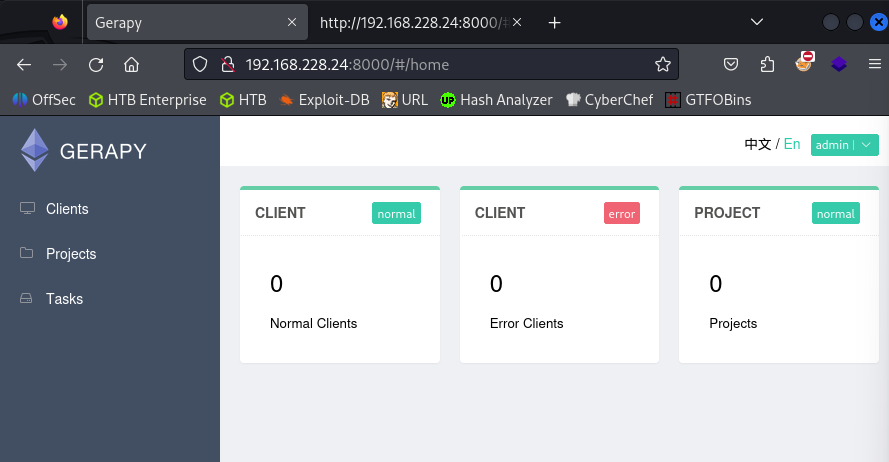 Gerapy
http://192.168.228.24:8000/#
192.168.228.24:8000/#/home
OffSec HTB Enterprise HTB Exploit-DB URL Hash Analyzer CyberChef GTFOBins
GERAPY
中文 / En admin
Clients
Projects
Tasks
CLIENT normal
0
Normal Clients
CLIENT error
0
Error Clients
PROJECT normal
0
Projects